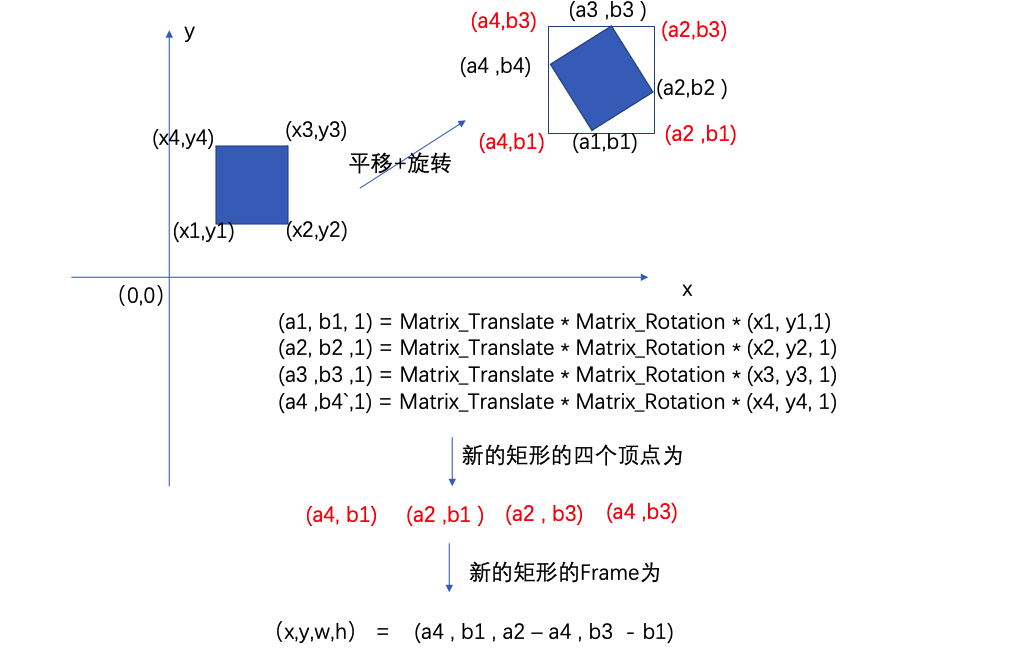 (a3 ,b3 )
(a4,b3)
(a2,b3)
y
(a4 ,b4)
(a2,b2 )
(x4,y4)
(x3,y3)
(a4,b1)
(a1,b1)
(a2 ,b1)
平移+旋转
(x1,y1)
(x2,y2)
(0,0)
x
(a1, b1, 1) = Matrix_Translate * Matrix_Rotation * (x1, y1,1)
(a2, b2 ,1) = Matrix_Translate * Matrix_Rotation * (x2, y2, 1)
(a3 ,b3 ,1) = Matrix_Translate * Matrix_Rotation * (x3, y3, 1)
(a4 ,b4`,1) = Matrix_Translate * Matrix_Rotation * (x4, y4, 1)
新的矩形的四个顶点为
(a4, b1) (a2 ,b1 ) (a2 , b3) (a4 ,b3)
新的矩形的Frame为
(x,y,w,h) = (a4 , b1 , a2 – a4 , b3 - b1)